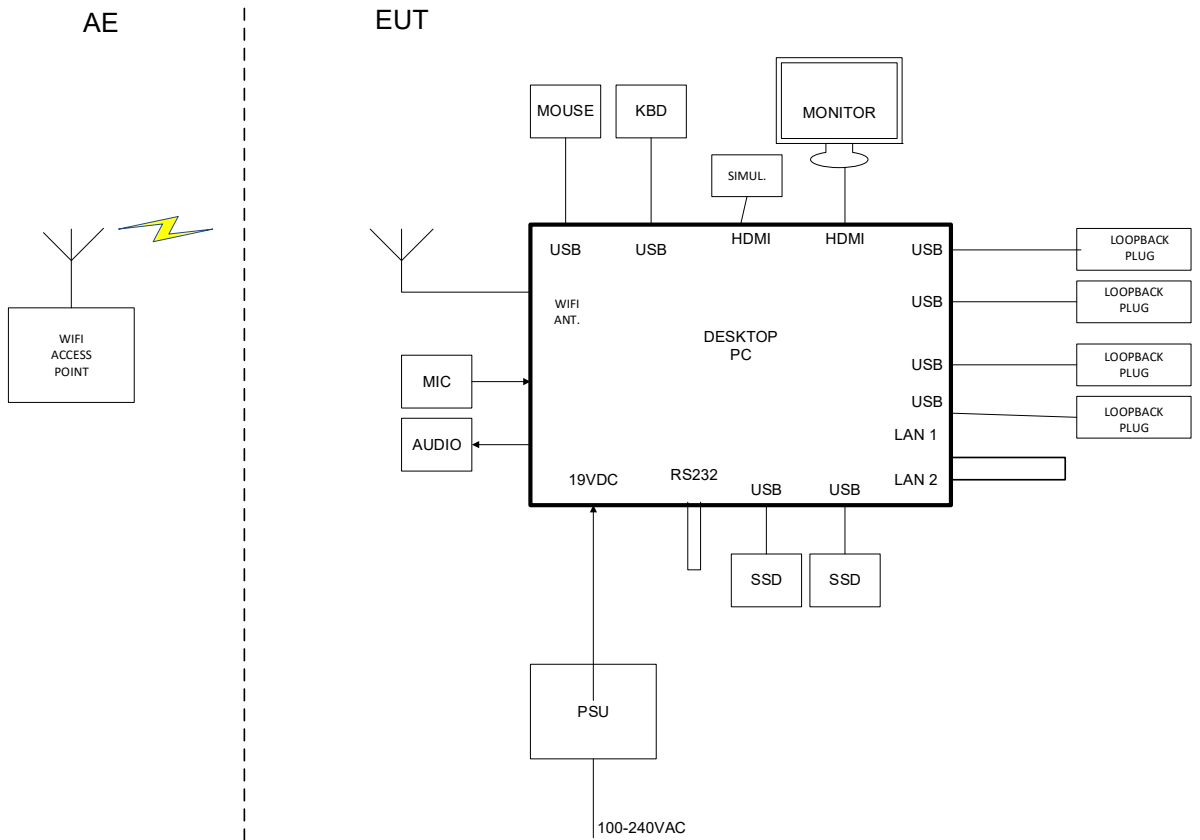 AE
EUT
MOUSE
KBD
MONITOR
SIMUL.
USB
USB
HDMI
HDMI
USB
LOOPBACK
PLUG
WIFI
ANT.
USB
LOOPBACK
PLUG
WIFI
ACCESS
POINT
DESKTOP
PC
USB
LOOPBACK
PLUG
MIC
USB
LOOPBACK
PLUG
AUDIO
LAN 1
19VDC
RS232
USB
USB
LAN 2
SSD
SSD
PSU
100-240VAC